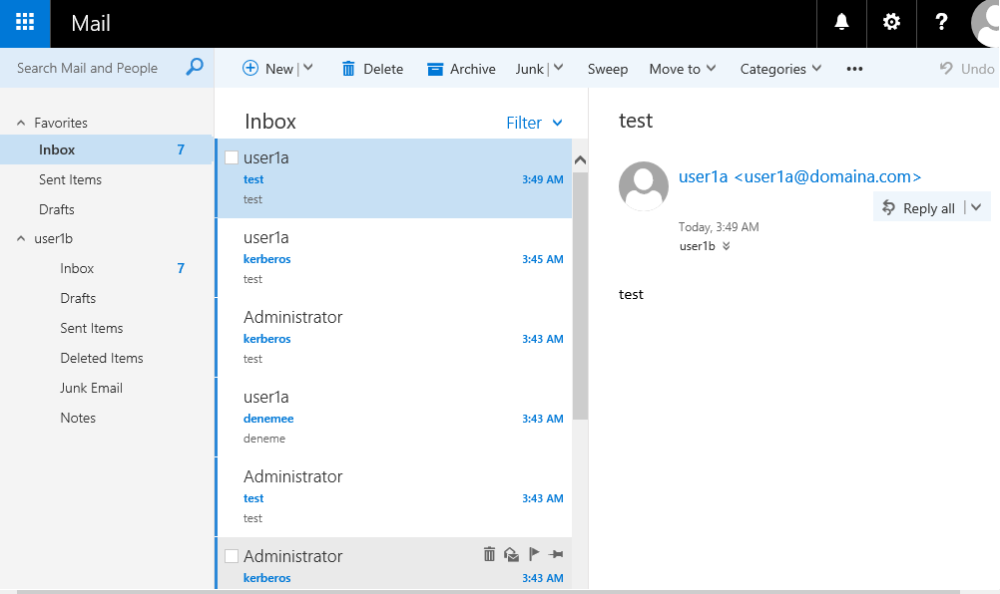 Mail
?
Search Mail and People
New
Delete
Archive
Junk
Sweep
Move to
Categories
•••
Undo
Favorites
Inbox 7
Sent Items
Drafts
user1b
Inbox 7
Drafts
Sent Items
Deleted Items
Junk Email
Notes
Inbox Filter
user1a
test 3:49 AM
test
user1a
kerberos 3:45 AM
test
Administrator
kerberos 3:43 AM
test
user1a
denemee 3:43 AM
deneme
Administrator
test 3:43 AM
test
Administrator
kerberos 3:43 AM
test
user1a <user1a@domaina.com>
Reply all
Today, 3:49 AM
user1b
test